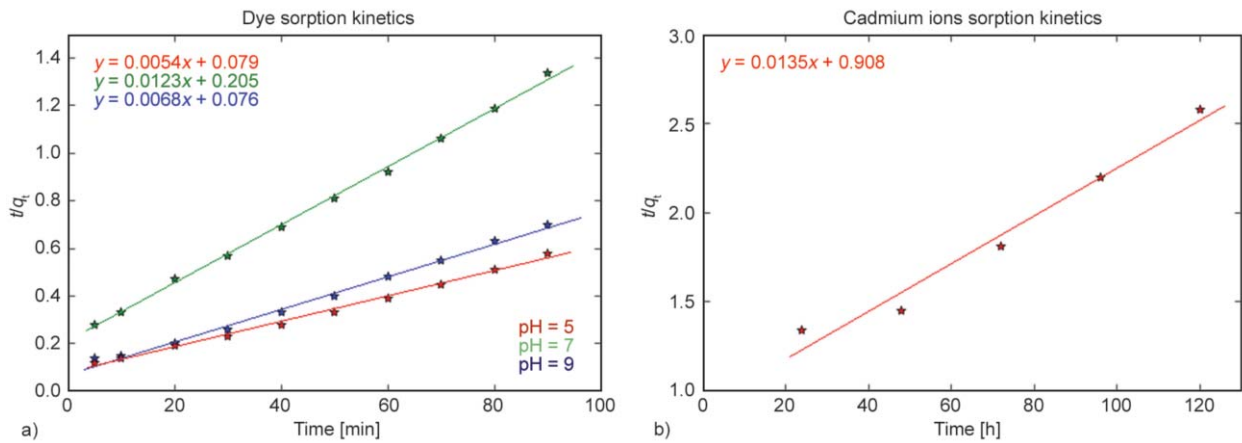 Dye sorption kinetics
y = 0.0054x + 0.079
y = 0.0123x + 0.205
y = 0.0068x + 0.076
1.4
1.2
1.0
0.8
0.6
0.4
0.2
0.0
t/qt
pH = 5
pH = 7
pH = 9
0 20 40 60 80 100
Time [min]
a)
Cadmium ions sorption kinetics
y = 0.0135x + 0.908
3.0
2.5
2.0
1.5
1.0
t/qt
0 20 40 60 80 100 120
Time [h]
b)